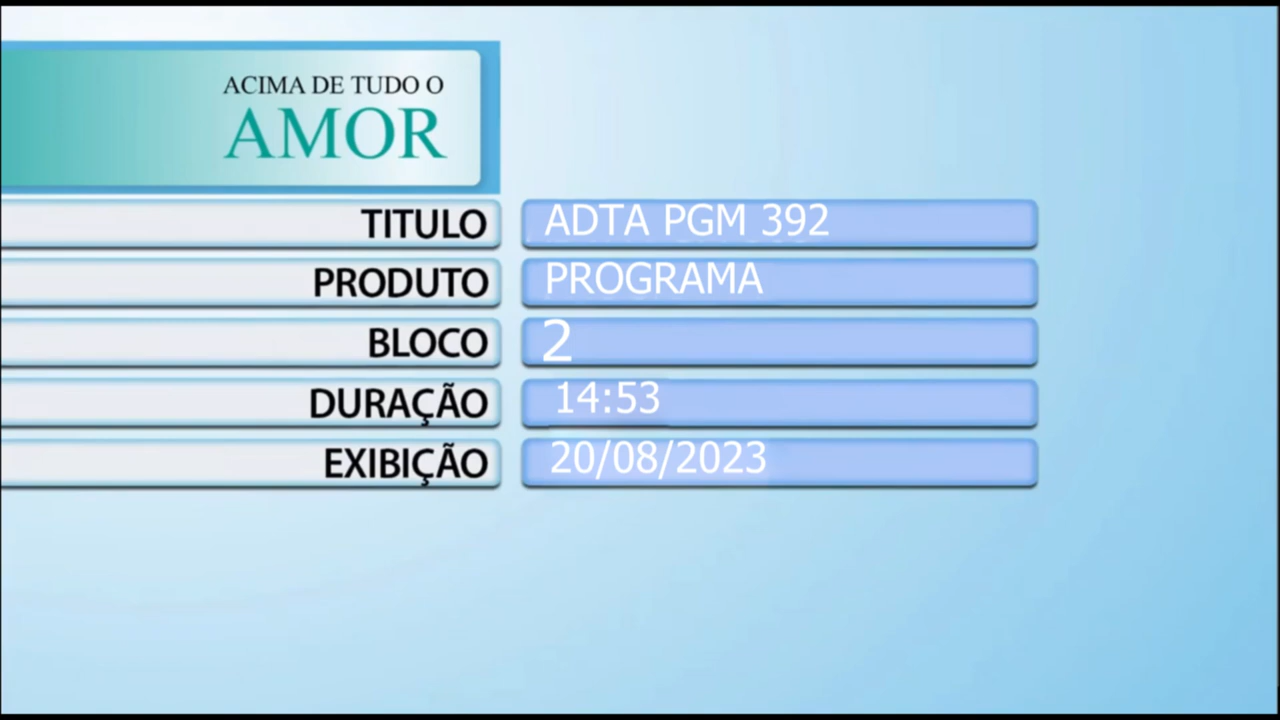 ACIMA DE TUDO O
AMOR
TITULO ADTA PGM 392
PRODUTO PROGRAMA
BLOCO 2
DURAÇÃO 14:53
EXIBIÇÃO 20/08/2023